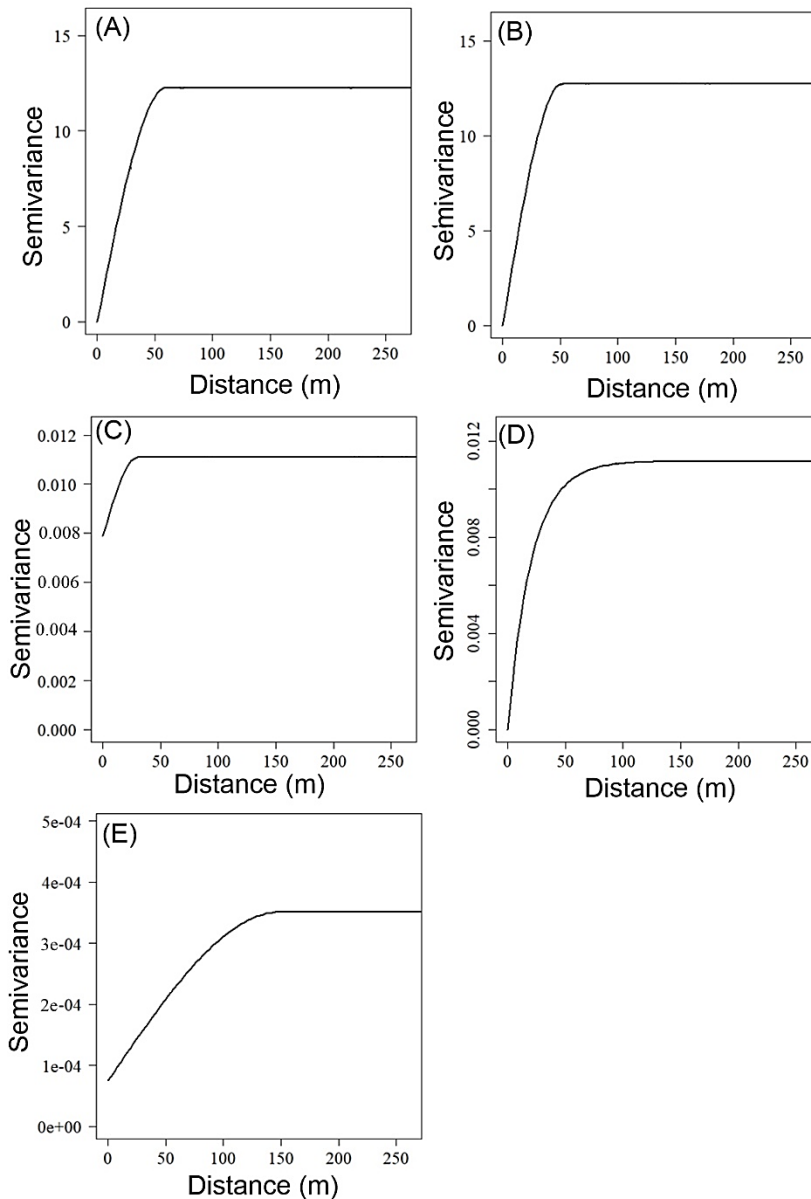 (A)
Semivariance
15
10
5
0
0 50 100 150 200 250
Distance (m)
(B)
Semivariance
15
10
5
0
0 50 100 150 200 250
Distance (m)
(C)
Semivariance
0.012
0.010
0.008
0.006
0.004
0.002
0.000
0 50 100 150 200 250
Distance (m)
(D)
Semivariance
0.012
0.008
0.004
0.000
0 50 100 150 200 250
Distance (m)
(E)
Semivariance
5e-04
4e-04
3e-04
2e-04
1e-04
0e+00
0 50 100 150 200 250
Distance (m)